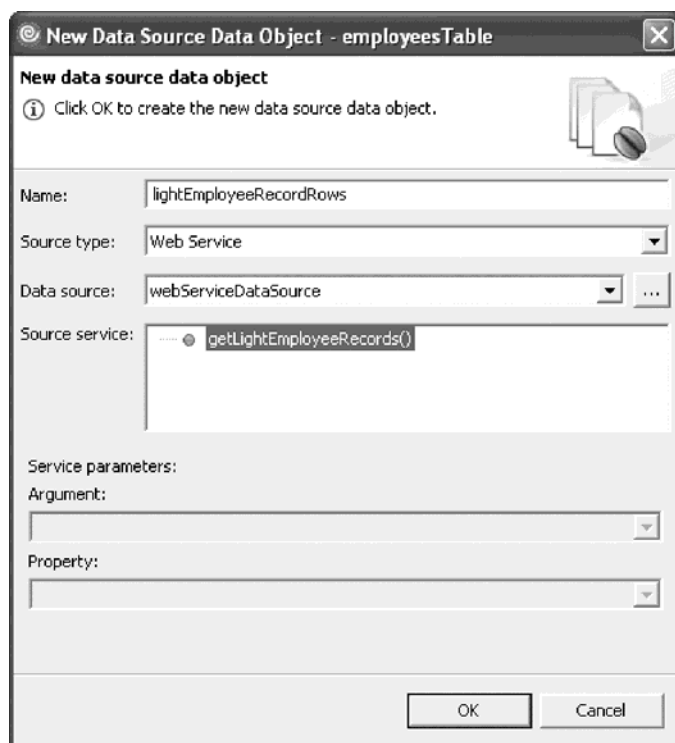 New Data Source Data Object - employeesTable
New data source data object
Click OK to create the new data source data object.
Name: lightEmployeeRecordRows
Source type: Web Service
Data source: webServiceDataSource ...
Source service: getLightEmployeeRecords()
Service parameters:
Argument:
Property:
OK Cancel